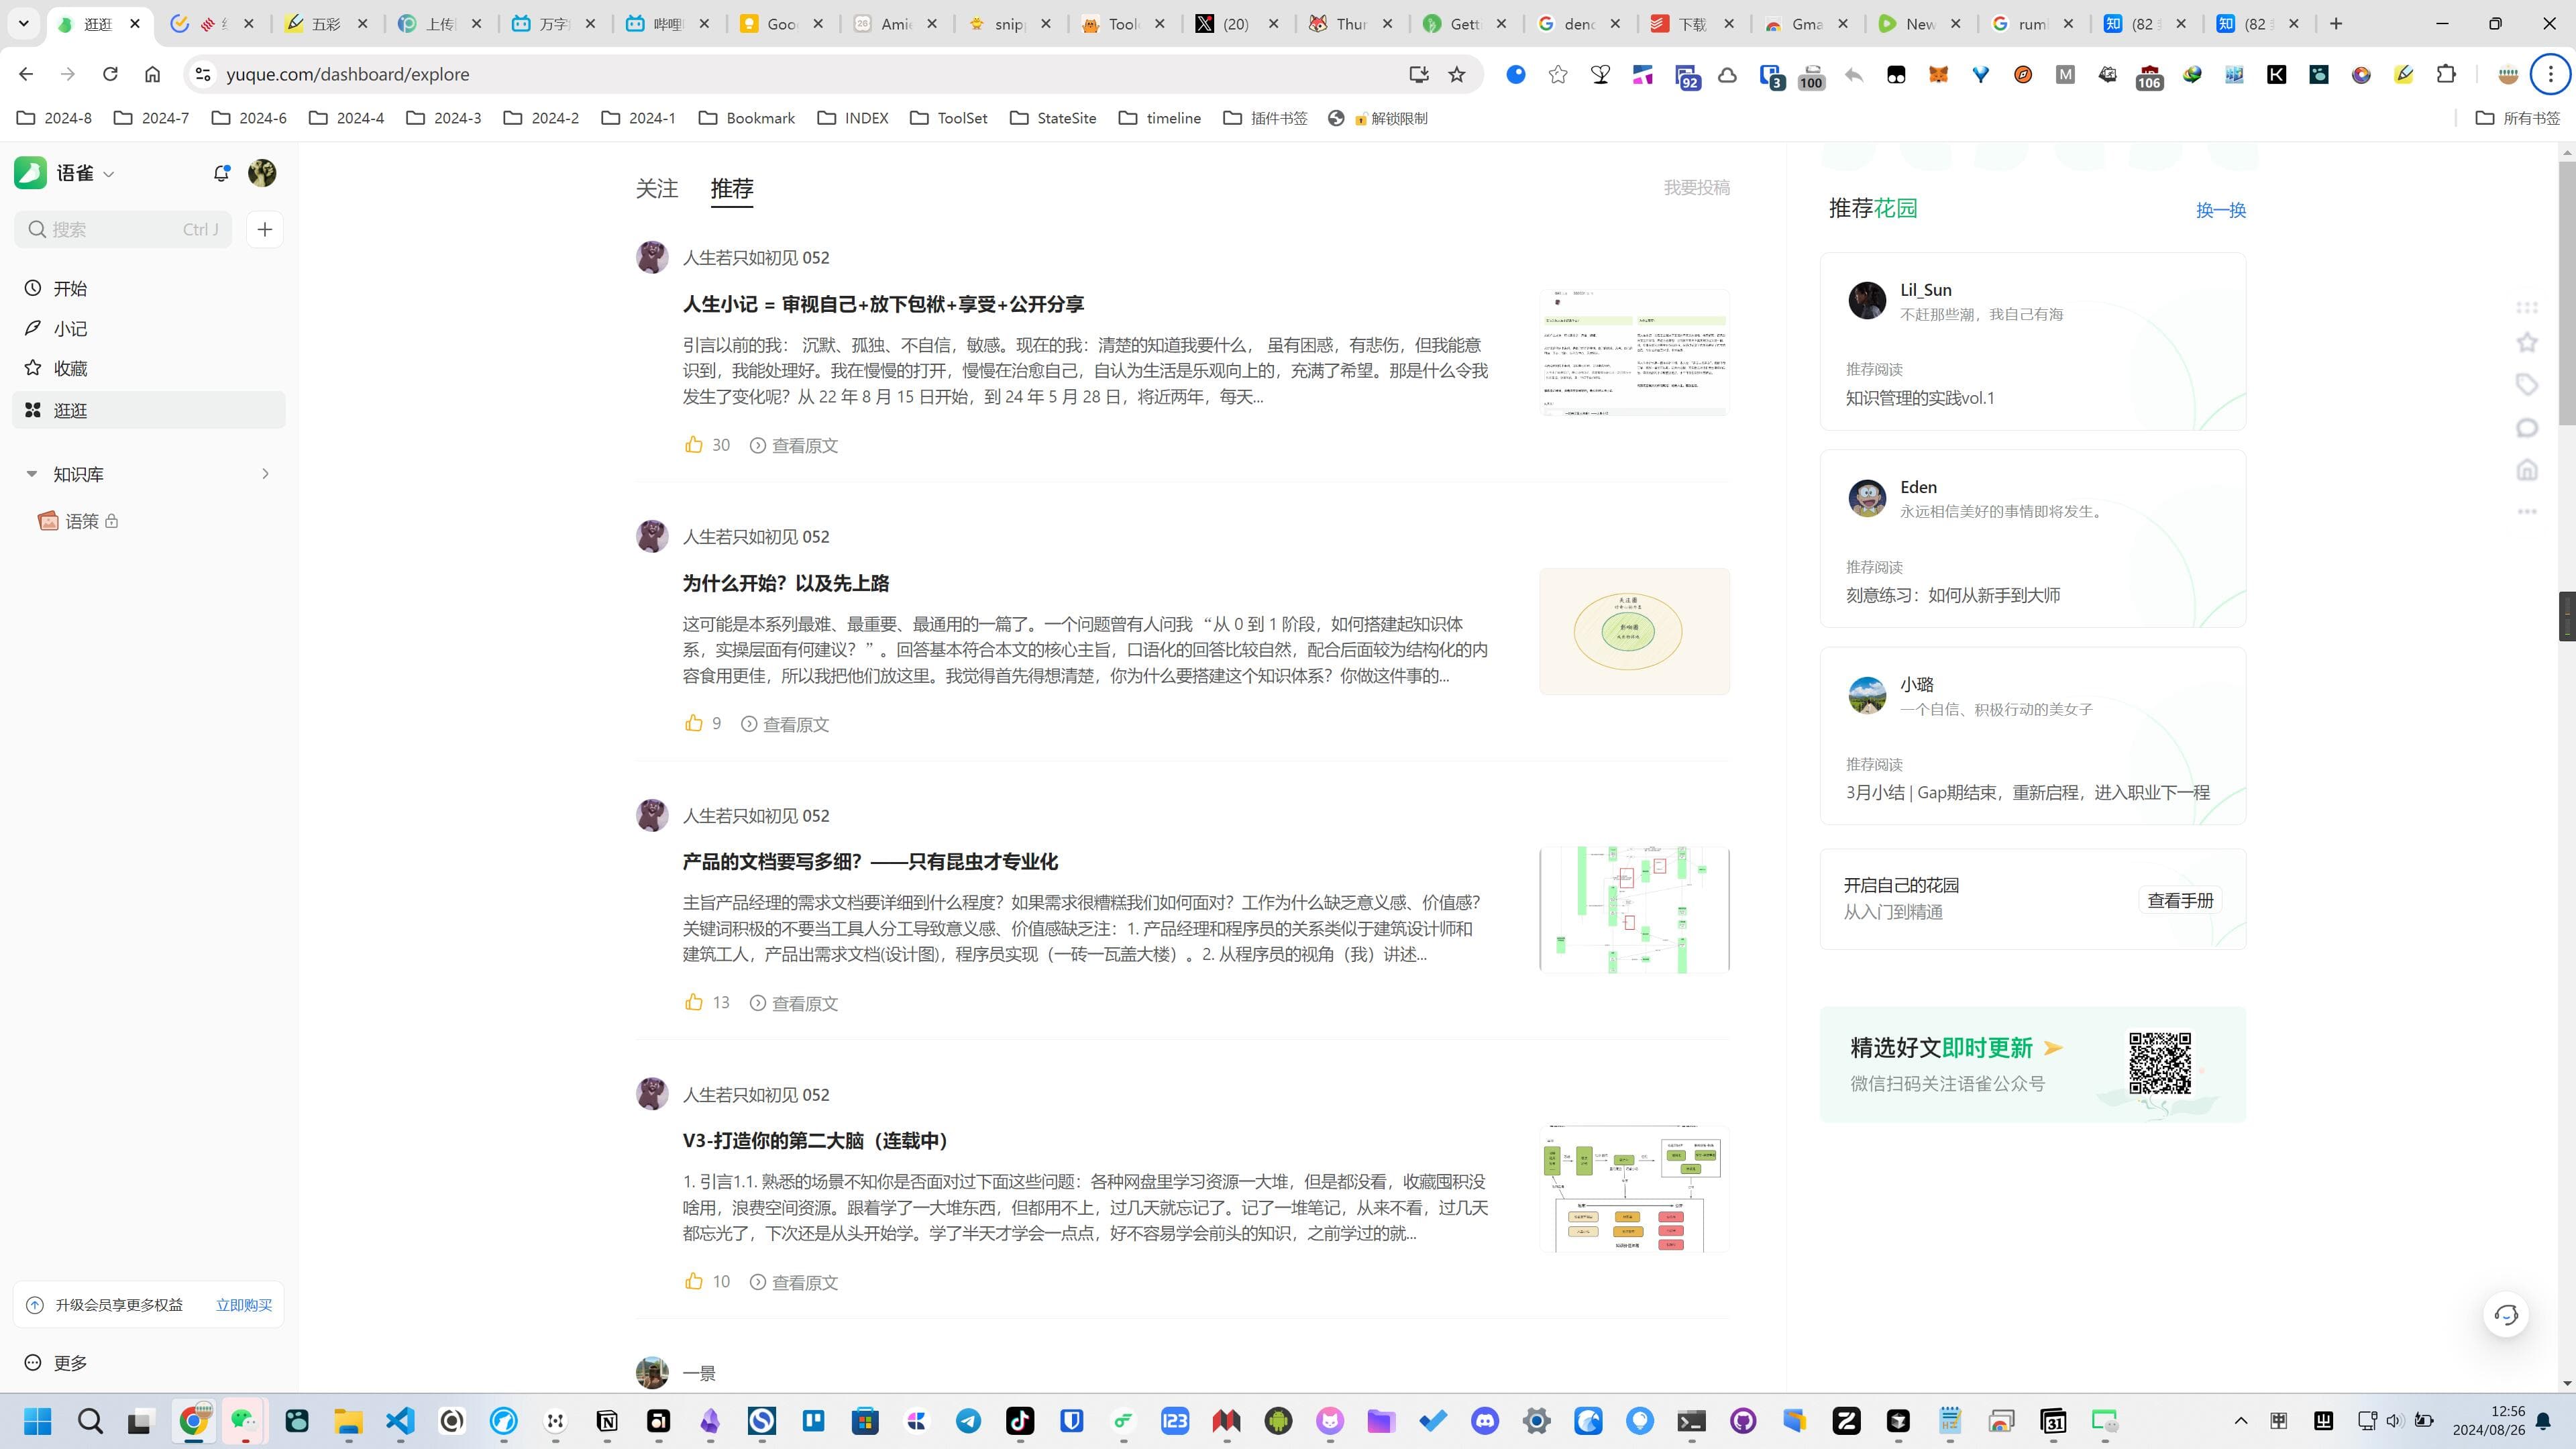 逛逛
五彩
上传
万字
哔哩
Goo
Amie
snip
Tool
(20)
Thur
Gett
denc
下载
Gma
New
rum
(82
(82
yuque.com/dashboard/explore
92
3
100
106
2024-8
2024-7
2024-6
2024-4
2024-3
2024-2
2024-1
Bookmark
INDEX
ToolSet
StateSite
timeline
插件书签
解锁限制
所有书签
语雀
搜索 Ctrl J
开始
小记
收藏
逛逛
知识库
语策
升级会员享更多权益 立即购买
更多
关注 推荐 我要投稿
人生若只如初见 052
人生小记 = 审视自己+放下包袱+享受+公开分享
引言以前的我： 沉默、孤独、不自信，敏感。现在的我：清楚的知道我要什么， 虽有困惑，有悲伤，但我能意
识到，我能处理好。我在慢慢的打开，慢慢在治愈自己，自认为生活是乐观向上的，充满了希望。那是什么令我
发生了变化呢？从 22 年 8 月 15 日开始，到 24 年 5 月 28 日，将近两年，每天...
30 查看原文
人生若只如初见 052
为什么开始？以及先上路
这可能是本系列最难、最重要、最通用的一篇了。一个问题曾有人问我 “从 0 到 1 阶段，如何搭建起知识体
系，实操层面有何建议？”。回答基本符合本文的核心主旨，口语化的回答比较自然，配合后面较为结构化的内
容食用更佳，所以我把他们放这里。我觉得首先得想清楚，你为什么要搭建这个知识体系？你做这件事的...
关注圈
影响圈
9 查看原文
人生若只如初见 052
产品的文档要写多细？——只有昆虫才专业化
主旨产品经理的需求文档要详细到什么程度？如果需求很糟糕我们如何面对？工作为什么缺乏意义感、价值感？
关键词积极的不要当工具人分工导致意义感、价值感缺乏注：1. 产品经理和程序员的关系类似于建筑设计师和
建筑工人，产品出需求文档(设计图)，程序员实现（一砖一瓦盖大楼）。2. 从程序员的视角（我）讲述...
13 查看原文
人生若只如初见 052
V3-打造你的第二大脑（连载中）
1. 引言1.1. 熟悉的场景不知你是否面对过下面这些问题：各种网盘里学习资源一大堆，但是都没看，收藏囤积没
啥用，浪费空间资源。跟着学了一大堆东西，但都用不上，过几天就忘记了。记了一堆笔记，从来不看，过几天
都忘光了，下次还是从头开始学。学了半天才学会一点点，好不容易学会前头的知识，之前学过的就...
10 查看原文
一景
推荐花园 换一换
Lil_Sun
不赶那些潮，我自己有海
推荐阅读
知识管理的实践vol.1
Eden
永远相信美好的事情即将发生。
推荐阅读
刻意练习：如何从新手到大师
小璐
一个自信、积极行动的美女子
推荐阅读
3月小结 | Gap期结束，重新启程，进入职业下一程
开启自己的花园
从入门到精通
查看手册
精选好文即时更新
微信扫码关注语雀公众号
12:56
2024/08/26